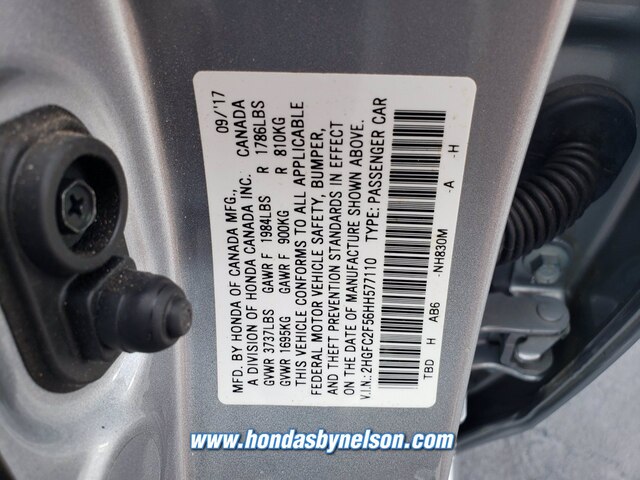 MFD. BY HONDA OF CANADA MFG., 09/'17
A DIVISION OF HONDA CANADA INC. CANADA
GVWR 3737LBS GAWR F 1984LBS R 1786LBS
GVWR 1695KG GAWR F 900KG R 810KG
THIS VEHICLE CONFORMS TO ALL APPLICABLE
FEDERAL MOTOR VEHICLE SAFETY, BUMPER,
AND THEFT PREVENTION STANDARDS IN EFFECT
ON THE DATE OF MANUFACTURE SHOWN ABOVE.
V.I.N.: 2HGFC2F56HH577110 TYPE: PASSENGER CAR
TBD H AB6 -NH830M -A -H
www.hondasbynelson.com